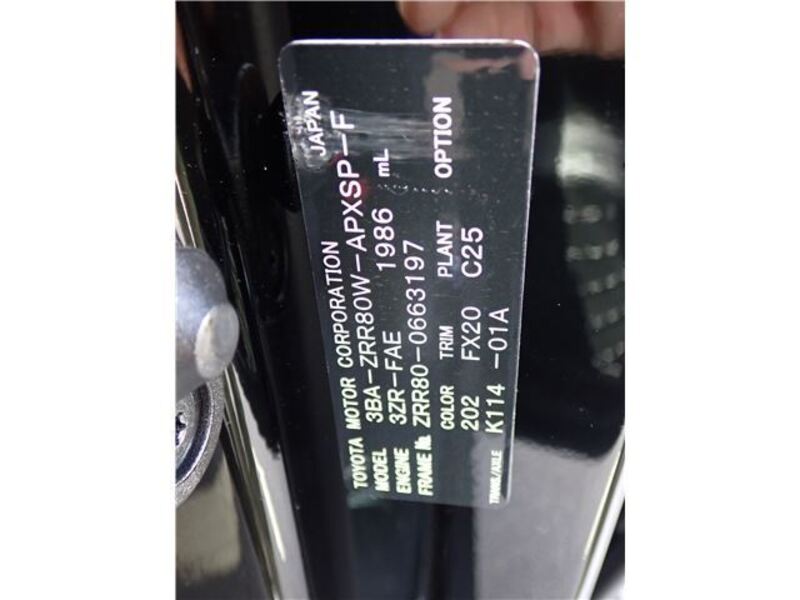 TOYOTA MOTOR CORPORATION JAPAN
MODEL 3BA-ZRR80W-APXSP-F
ENGINE 3ZR-FAE 1986 mL
FRAME No. ZRR80-0663197
COLOR TRIM PLANT OPTION
202 FX20 C25
TRANS./AXLE K114 -01A